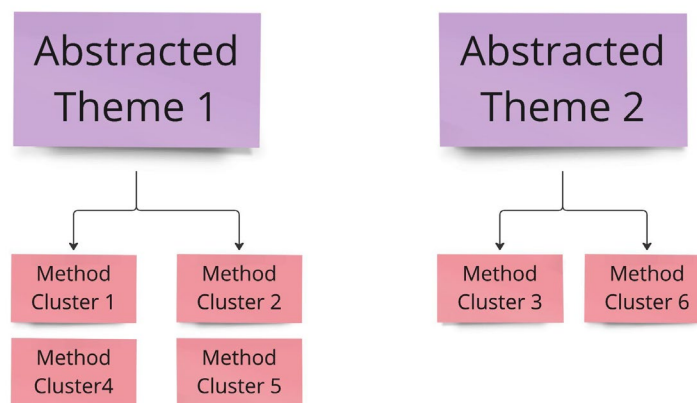 Abstracted
Theme 1
Abstracted
Theme 2
Method
Cluster 1
Method
Cluster 2
Method
Cluster 3
Method
Cluster 6
Method
Cluster4
Method
Cluster 5